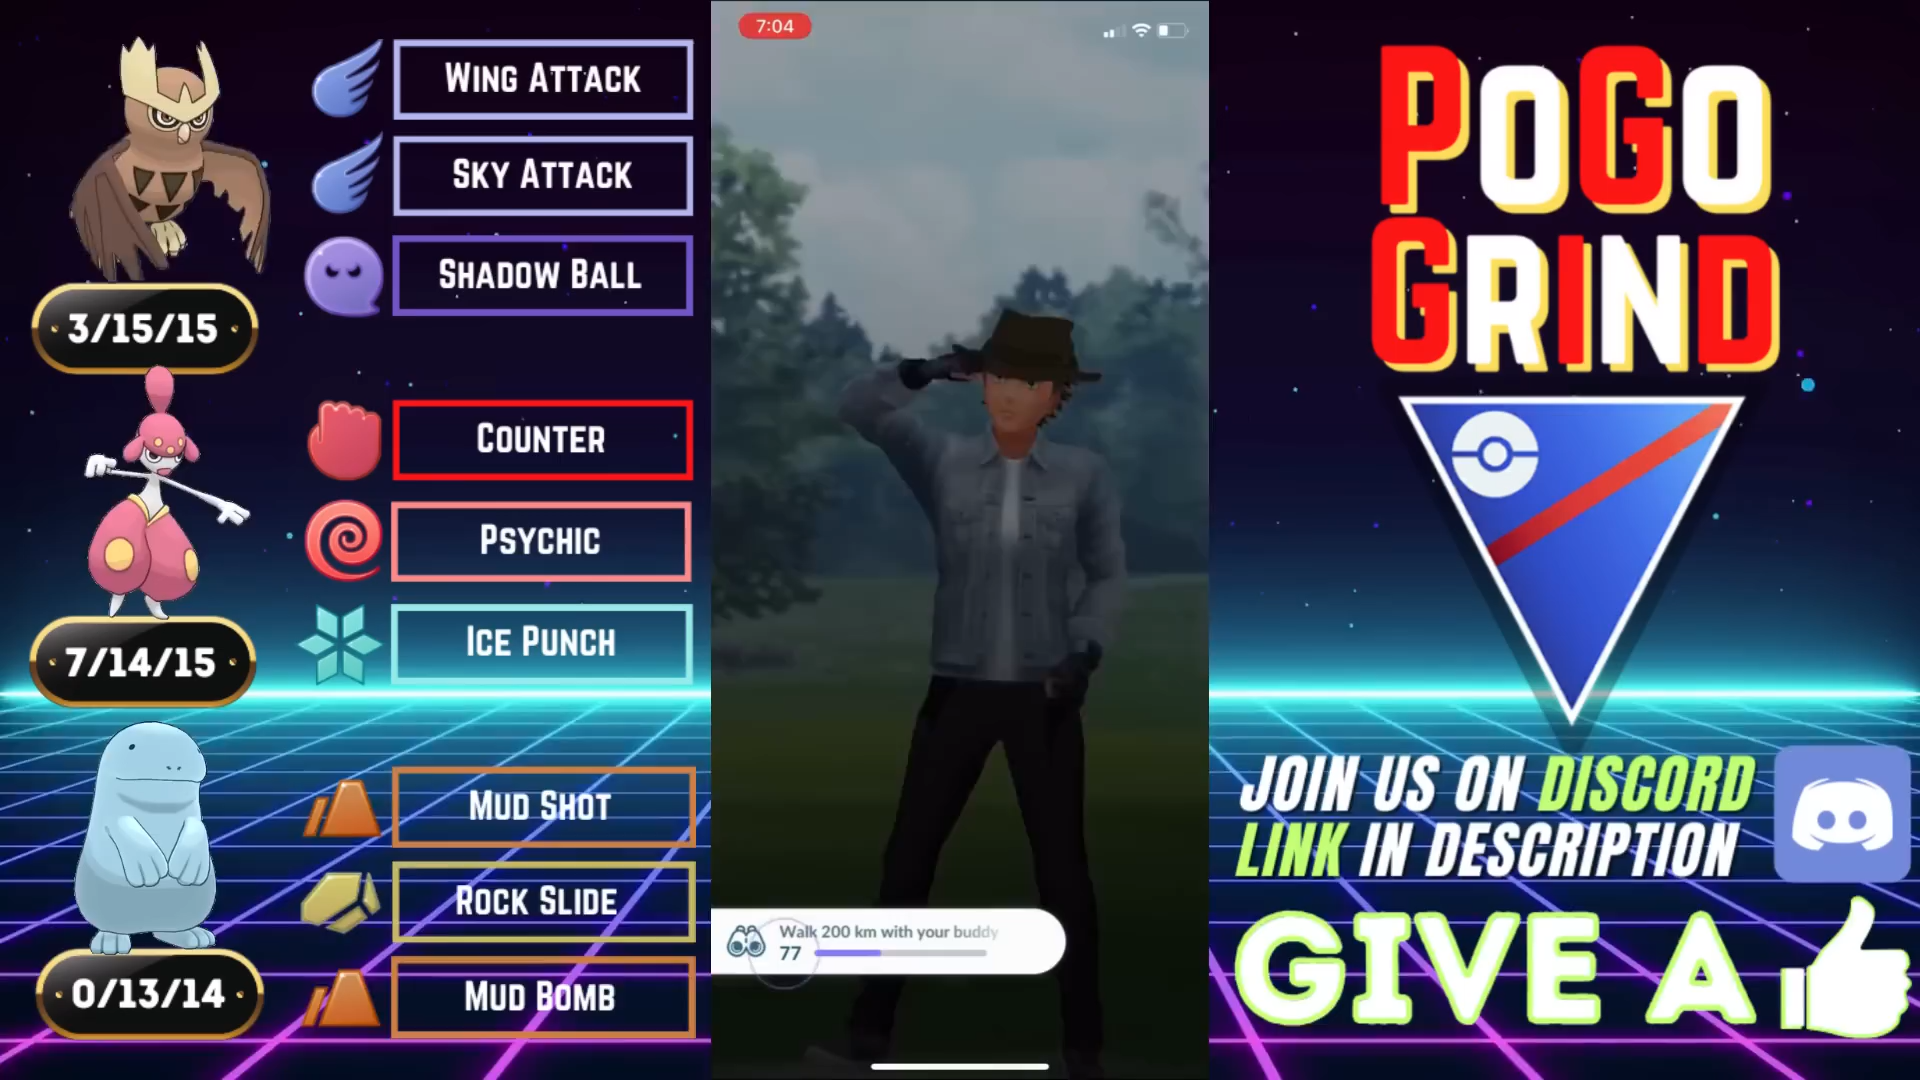 WING ATTACK
SKY ATTACK
SHADOW BALL
3/15/15
COUNTER
PSYCHIC
ICE PUNCH
7/14/15
MUD SHOT
ROCK SLIDE
MUD BOMB
0/13/14
7:04
Walk 200 km with your buddy
77
POGO
GRIND
JOIN US ON DISCORD
LINK IN DESCRIPTION
GIVE A